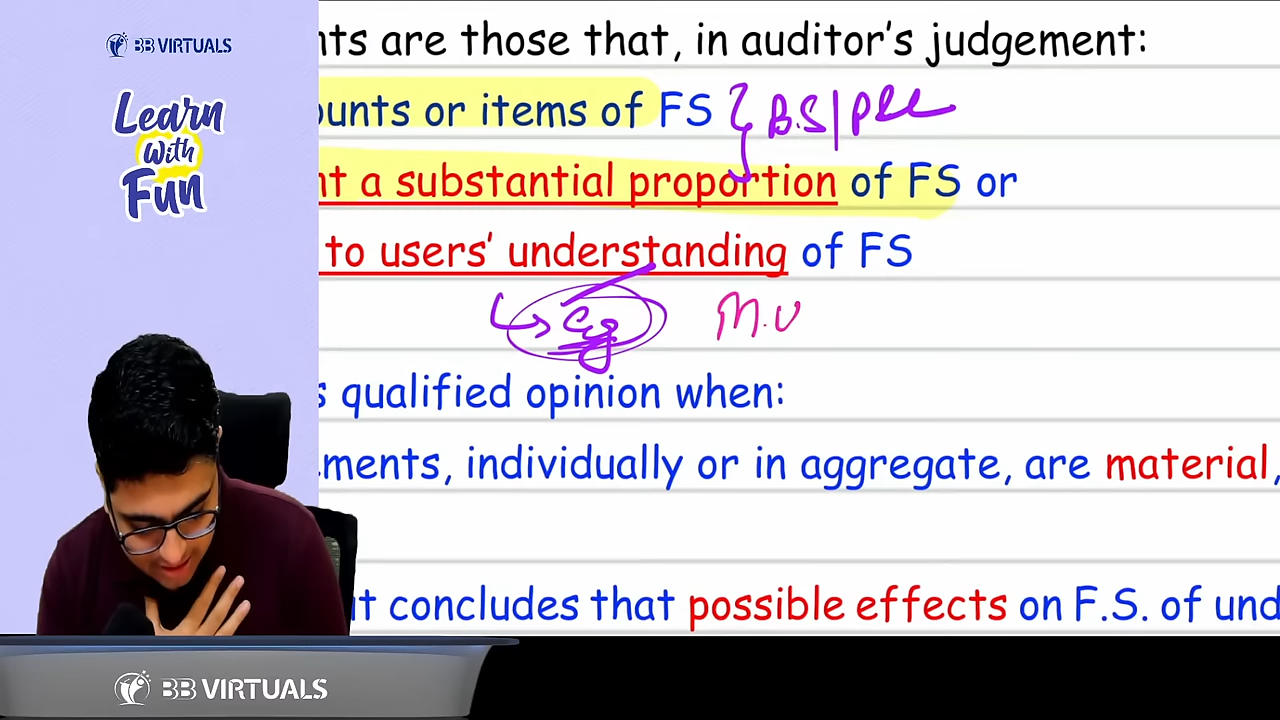 BB VIRTUALS
Learn
With
Fun
nts are those that, in auditor's judgement:
ounts or items of FS B.S|P&L
nt a substantial proportion of FS or
to users' understanding of FS
eg M.U
s qualified opinion when:
ements, individually or in aggregate, are material,
t concludes that possible effects on F.S. of und
BB VIRTUALS